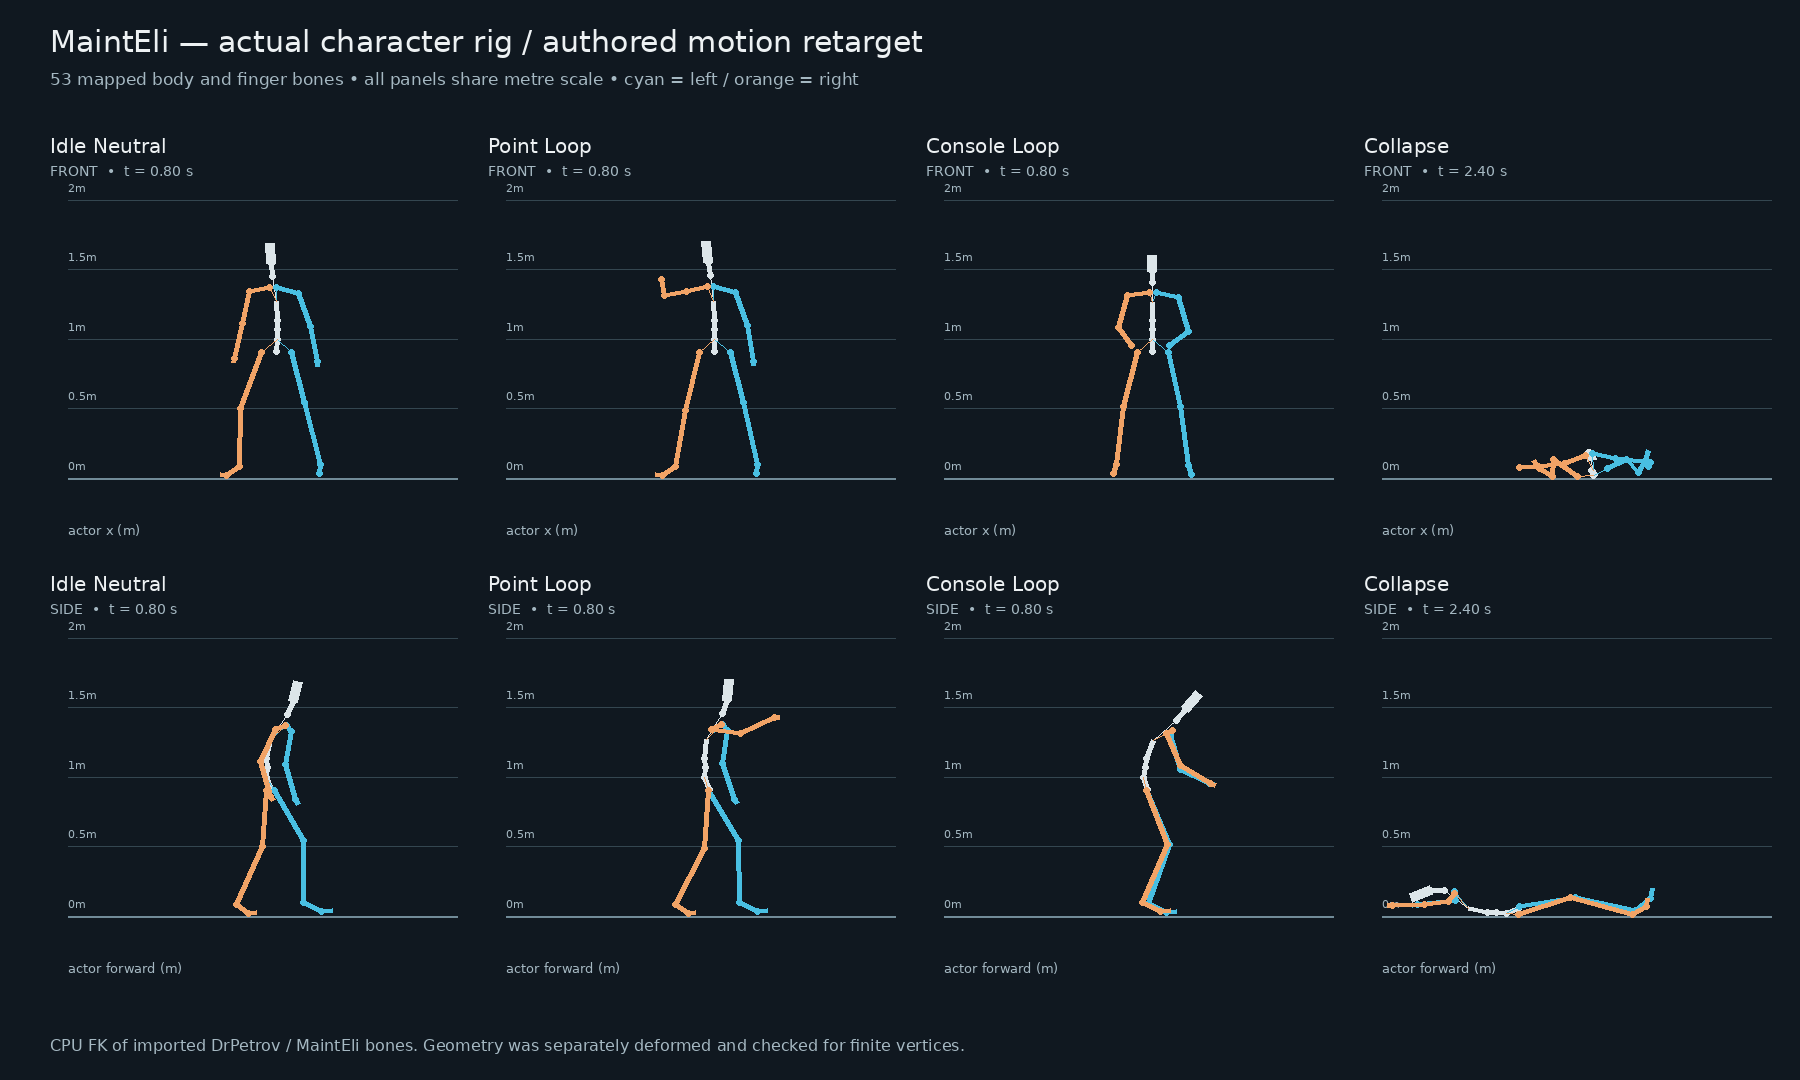 MaintEli — actual character rig / authored motion retarget
53 mapped body and finger bones • all panels share metre scale • cyan = left / orange = right
Idle Neutral
FRONT • t = 0.80 s
2m
1.5m
1m
0.5m
0m
actor x (m)
Point Loop
FRONT • t = 0.80 s
2m
1.5m
1m
0.5m
0m
actor x (m)
Console Loop
FRONT • t = 0.80 s
2m
1.5m
1m
0.5m
0m
actor x (m)
Collapse
FRONT • t = 2.40 s
2m
1.5m
1m
0.5m
0m
actor x (m)
Idle Neutral
SIDE • t = 0.80 s
2m
1.5m
1m
0.5m
0m
actor forward (m)
Point Loop
SIDE • t = 0.80 s
2m
1.5m
1m
0.5m
0m
actor forward (m)
Console Loop
SIDE • t = 0.80 s
2m
1.5m
1m
0.5m
0m
actor forward (m)
Collapse
SIDE • t = 2.40 s
2m
1.5m
1m
0.5m
actor forward (m)
CPU FK of imported DrPetrov / MaintEli bones. Geometry was separately deformed and checked for finite vertices.